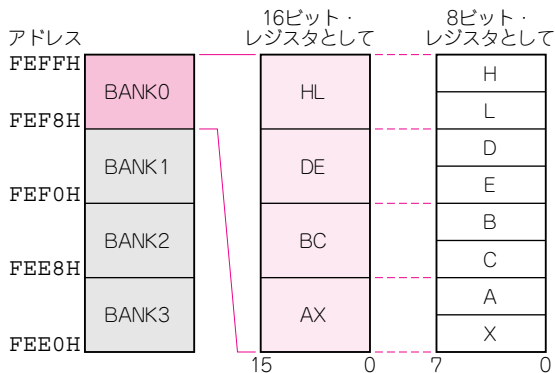 アドレス
16ビット・
レジスタとして
8ビット・
レジスタとして
FEFFH
FEF8H
FEF0H
FEE8H
FEE0H
BANK0
BANK1
BANK2
BANK3
HL
DE
BC
AX
15 0
H
L
D
E
B
C
A
X
7 0